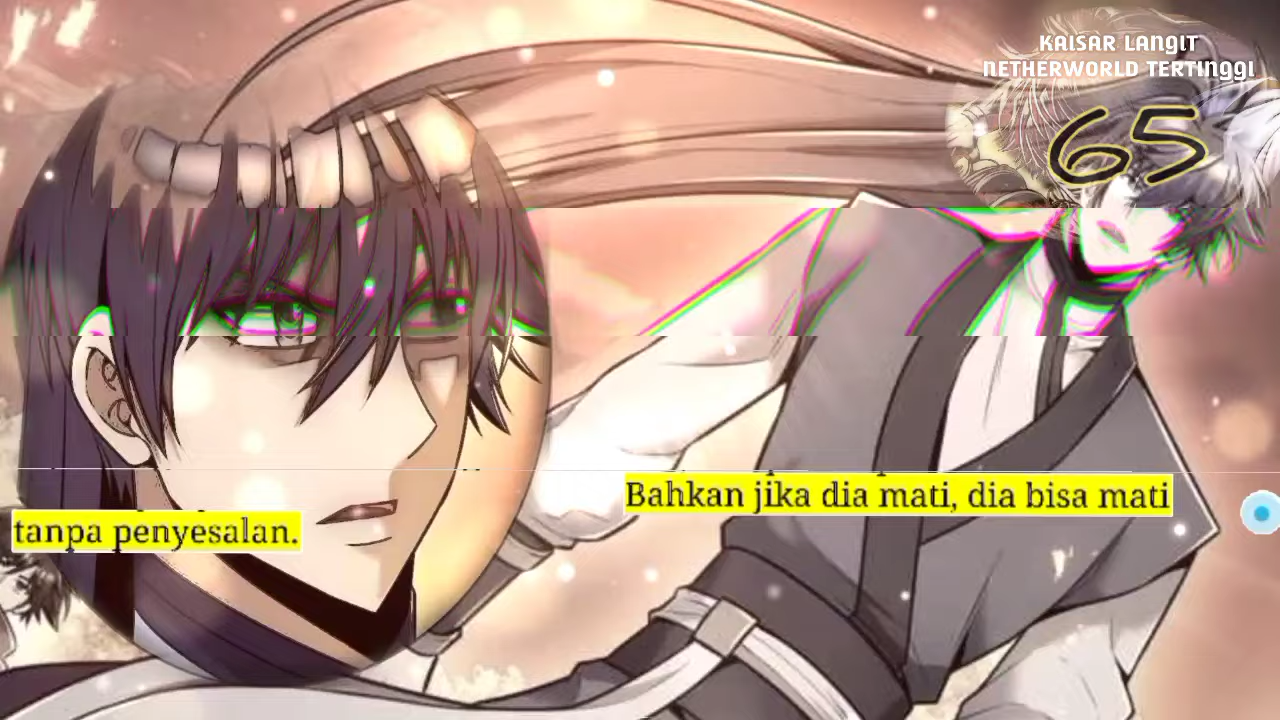 KAISAR LANGIT
NETHERWORLD TERTINGGI
65
Bahkan jika dia mati, dia bisa mati
tanpa penyesalan.